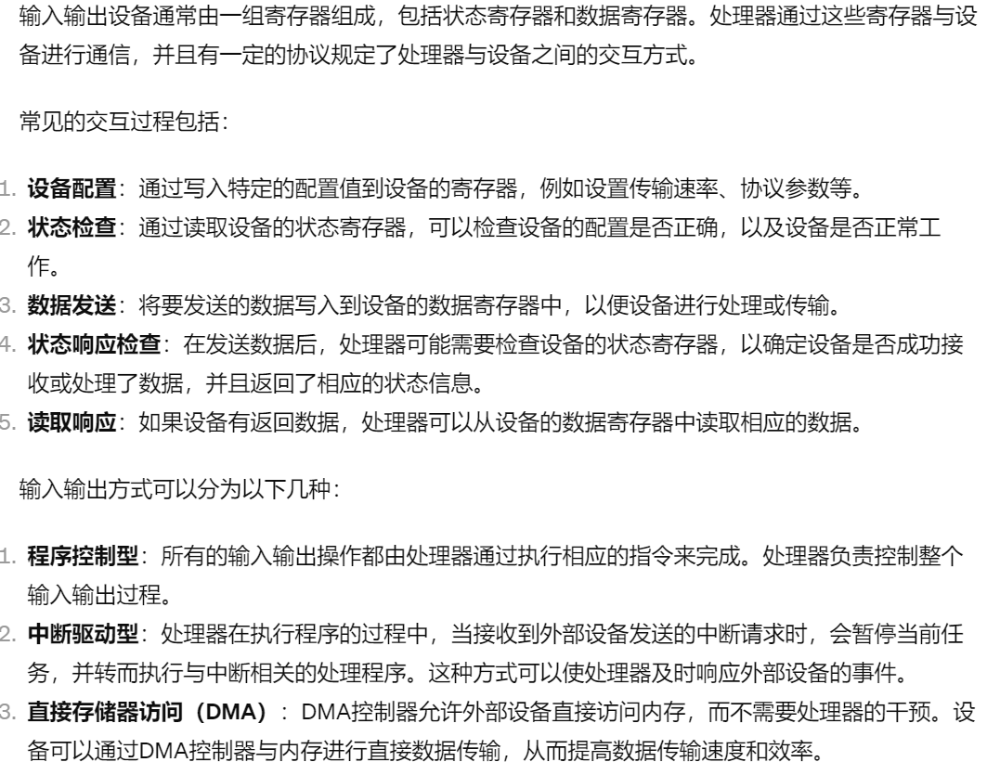 输入输出设备通常由一组寄存器组成，包括状态寄存器和数据寄存器。处理器通过这些寄存器与设
备进行通信，并且有一定的协议规定了处理器与设备之间的交互方式。
常见的交互过程包括：
1. 设备配置：通过写入特定的配置值到设备的寄存器，例如设置传输速率、协议参数等。
2. 状态检查：通过读取设备的状态寄存器，可以检查设备的配置是否正确，以及设备是否正常工
作。
3. 数据发送：将要发送的数据写入到设备的数据寄存器中，以便设备进行处理或传输。
4. 状态响应检查：在发送数据后，处理器可能需要检查设备的状态寄存器，以确定设备是否成功接
收或处理了数据，并且返回了相应的状态信息。
5. 读取响应：如果设备有返回数据，处理器可以从设备的数据寄存器中读取相应的数据。
输入输出方式可以分为以下几种：
1. 程序控制型：所有的输入输出操作都由处理器通过执行相应的指令来完成。处理器负责控制整个
输入输出过程。
2. 中断驱动型：处理器在执行程序的过程中，当接收到外部设备发送的中断请求时，会暂停当前任
务，并转而执行与中断相关的处理程序。这种方式可以使处理器及时响应外部设备的事件。
3. 直接存储器访问（DMA）：DMA控制器允许外部设备直接访问内存，而不需要处理器的干预。设
备可以通过DMA控制器与内存进行直接数据传输，从而提高数据传输速度和效率。